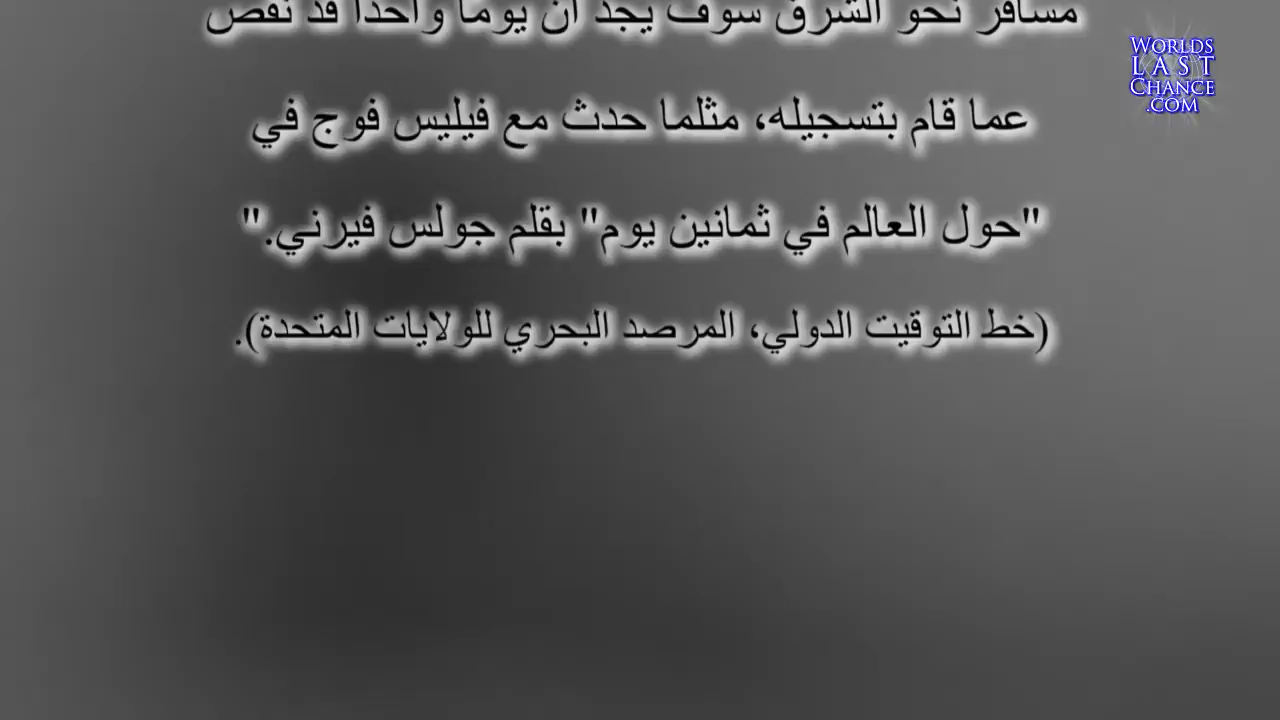 مسافر نحو الشرق سوف يجد أن يوما واحدا قد نقص
عما قام بتسجيله، مثلما حدث مع فيليس فوج في
"حول العالم في ثمانين يوم" بقلم جولس فيرني."
(خط التوقيت الدولي، المرصد البحري للولايات المتحدة).
WORLDS
LAST
CHANCE
.COM